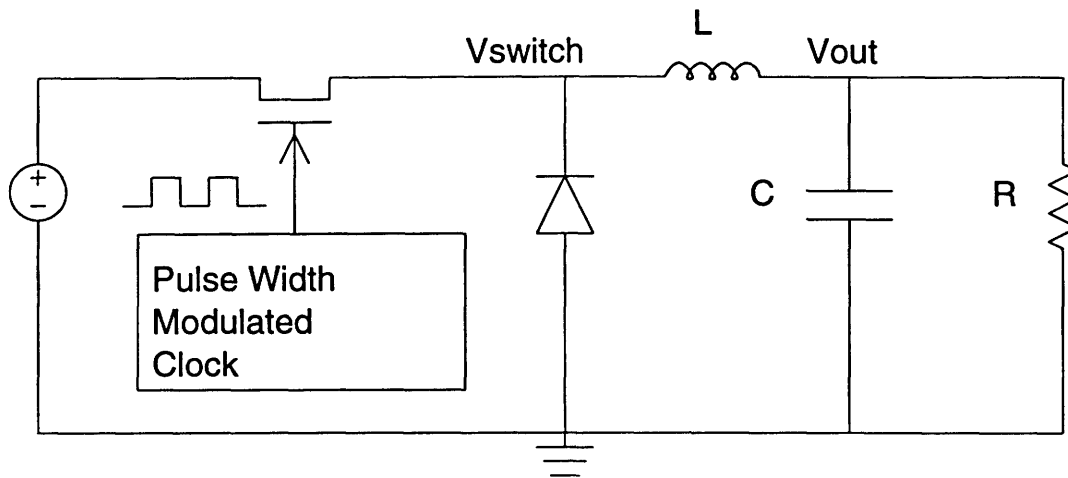 L
Vswitch
Vout
+
-
C
R
Pulse Width
Modulated
Clock